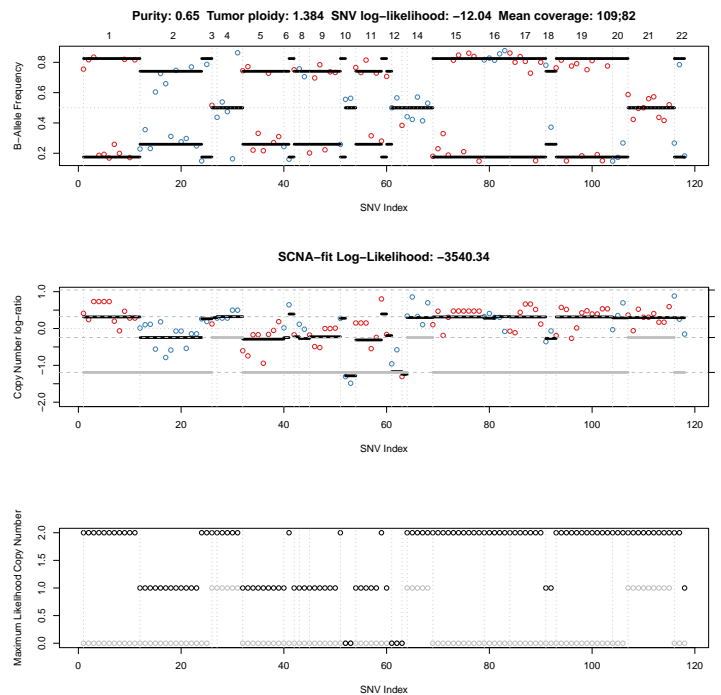 Purity: 0.65 Tumor ploidy: 1.384 SNV log−likelihood: −12.04 Mean coverage: 109;82
1 2 3 4 5 6 8 9 10 11 12 14 15 16 17 18 19 20 21 22
B−Allele Frequency
0.8
0.6
0.4
0.2
0 20 40 60 80 100 120
SNV Index
SCNA−fit Log−Likelihood: −3540.34
Copy Number log−ratio
1.0
0.0
−1.0
−2.0
0 20 40 60 80 100 120
SNV Index
Maximum Likelihood Copy Number
2.0
1.5
1.0
0.5
0.0
0 20 40 60 80 100 120
SNV Index